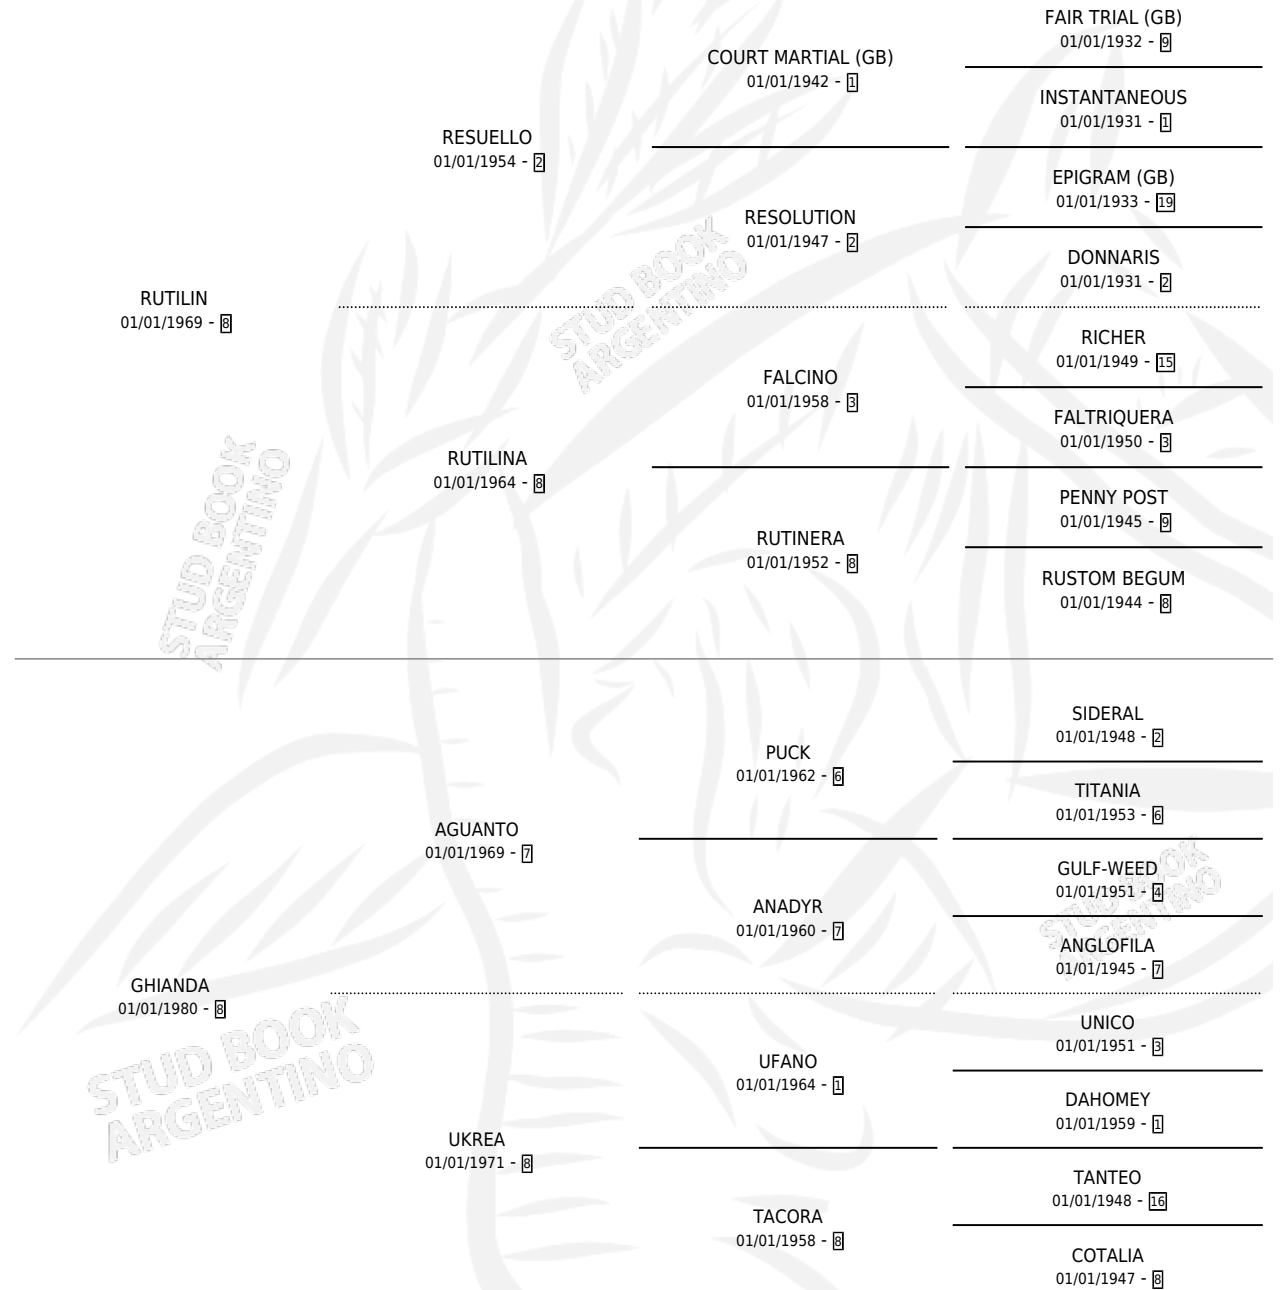 FAIR TRIAL (GB)
01/01/1932 - 9
COURT MARTIAL (GB)
01/01/1942 - 1
INSTANTANEOUS
01/01/1931 - 1
RESUELLO
01/01/1954 - 2
EPIGRAM (GB)
01/01/1933 - 19
RESOLUTION
01/01/1947 - 2
DONNARIS
01/01/1931 - 2
RUTILIN
01/01/1969 - 8
RICHER
01/01/1949 - 15
FALCINO
01/01/1958 - 3
FALTRIQUERA
01/01/1950 - 3
RUTILINA
01/01/1964 - 8
PENNY POST
01/01/1945 - 9
RUTINERA
01/01/1952 - 8
RUSTOM BEGUM
01/01/1944 - 8
STUD BOOK
ARGENTINO
STUD BOOK
ARGENTINO
SIDERAL
01/01/1948 - 2
PUCK
01/01/1962 - 6
TITANIA
01/01/1953 - 6
AGUANTO
01/01/1969 - 7
GULF-WEED
01/01/1951 - 4
ANADYR
01/01/1960 - 7
ANGLOFILA
01/01/1945 - 7
GHIANDA
01/01/1980 - 8
UNICO
01/01/1951 - 3
UFANO
01/01/1964 - 1
DAHOMEY
01/01/1959 - 1
UKREA
01/01/1971 - 8
TANTEO
01/01/1948 - 16
TACORA
01/01/1958 - 8
COTALIA
01/01/1947 - 8
STUD BOOK
ARGENTINO
STUD BOOK
ARGENTINO